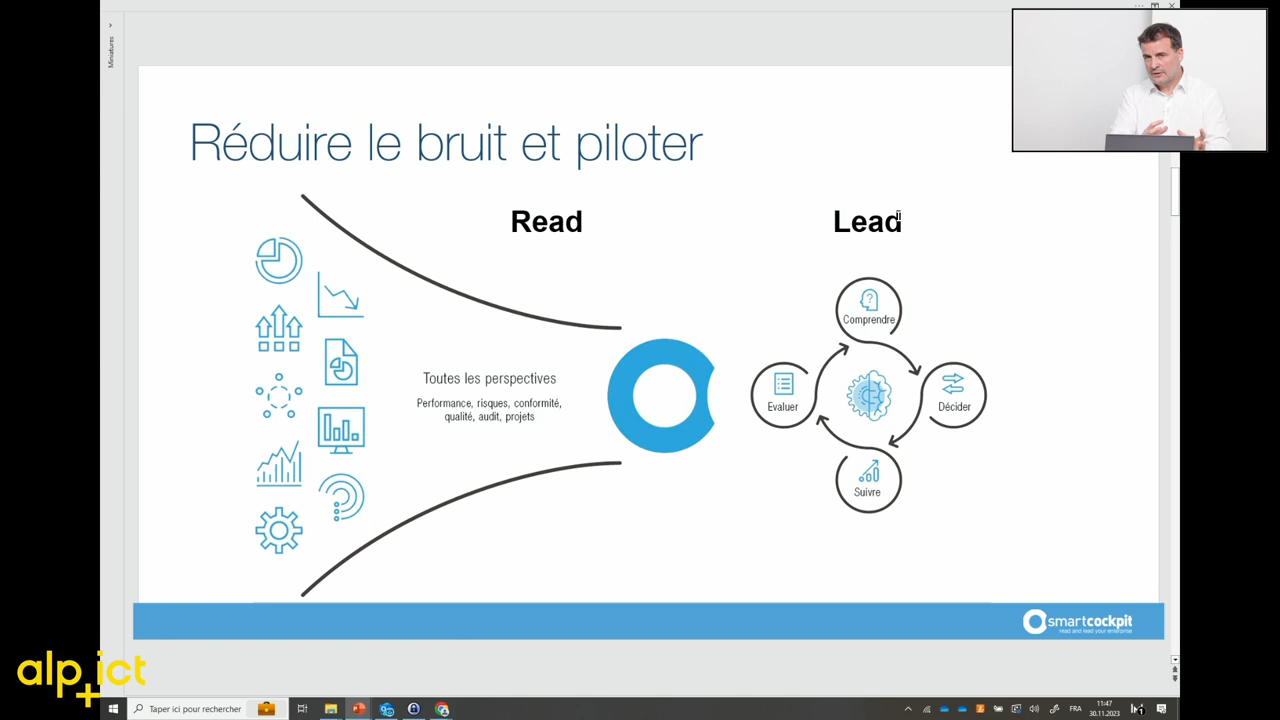 Miniatures
Réduire le bruit et piloter
Read
Lead
Comprendre
Toutes les perspectives
Performance, risques, conformité,
qualité, audit, projets
Evaluer
Décider
Suivre
smartcockpit
read and lead your enterprise
alp+ict
Taper ici pour rechercher
FRA
11:47
30.11.2023